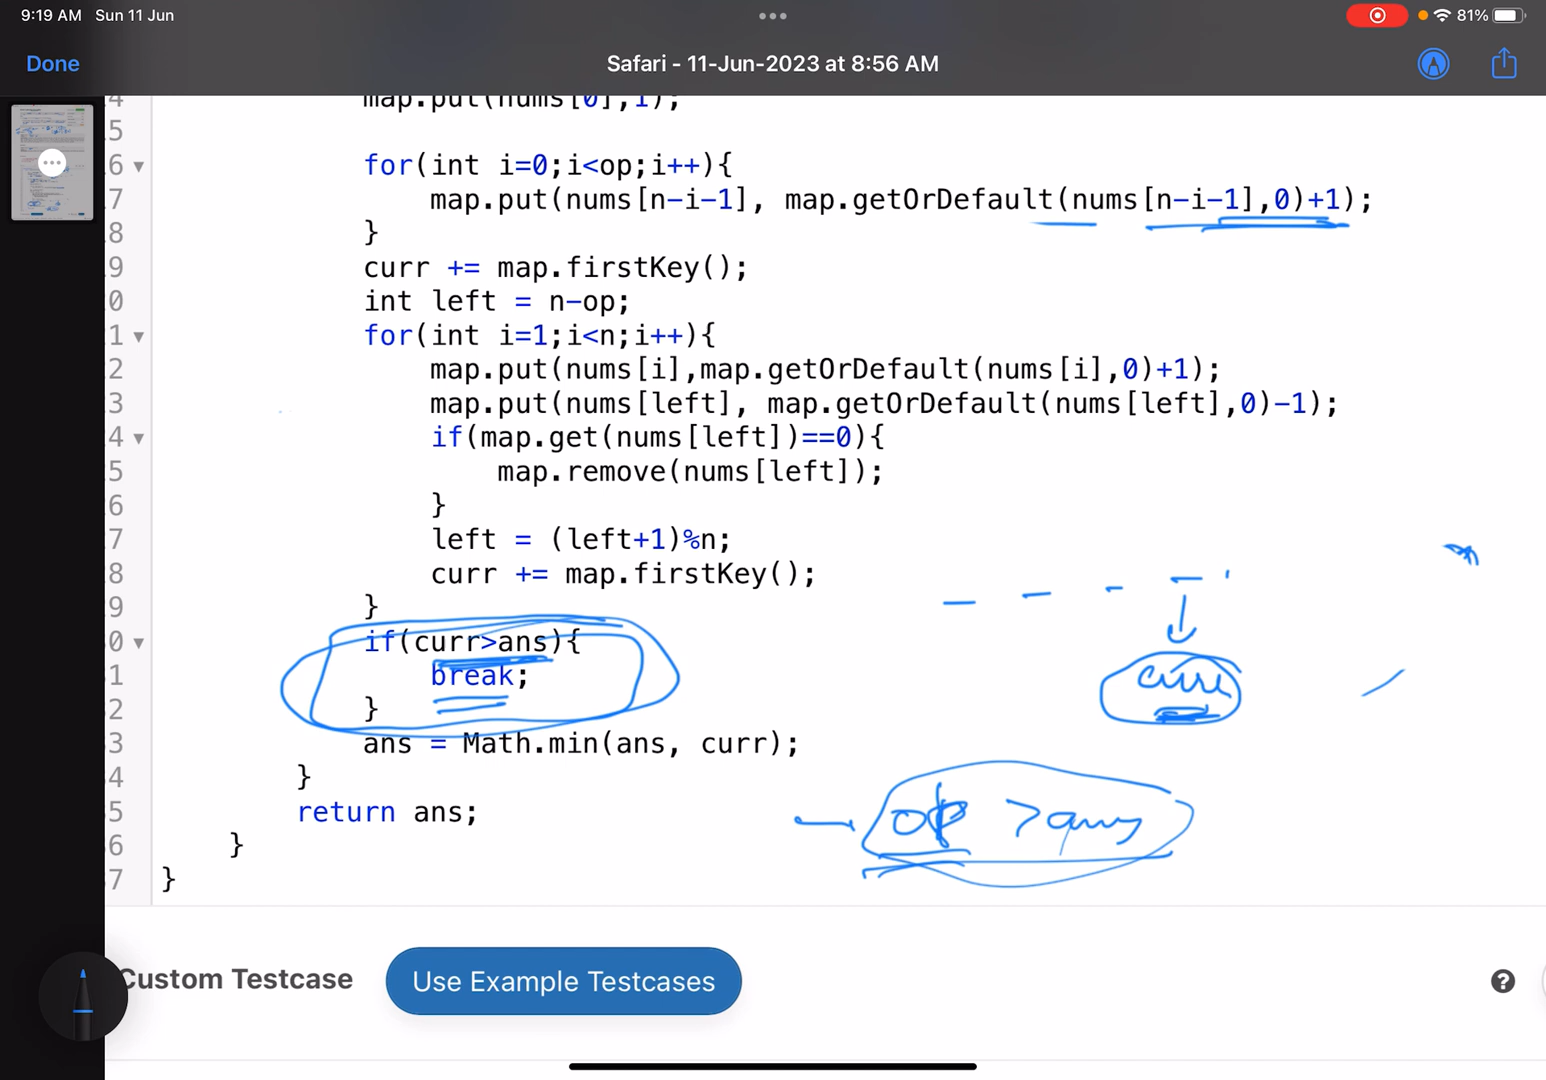 9:19 AM Sun 11 Jun
81%
Done
Safari - 11-Jun-2023 at 8:56 AM
4 map.put(nums[0],1);
5
6 for(int i=0;i<op;i++){
7 map.put(nums[n-i-1], map.getOrDefault(nums[n-i-1],0)+1);
8 }
9 curr += map.firstKey();
0 int left = n-op;
1 for(int i=1;i<n;i++){
2 map.put(nums[i],map.getOrDefault(nums[i],0)+1);
3 map.put(nums[left], map.getOrDefault(nums[left],0)-1);
4 if(map.get(nums[left])==0){
5 map.remove(nums[left]);
6 }
7 left = (left+1)%n;
8 curr += map.firstKey();
9 }
0 if(curr>ans){
1 break;
2 }
curr
3 ans = Math.min(ans, curr);
4 }
5 return ans;
op > ans
6 }
7 }
Custom Testcase
Use Example Testcases
?